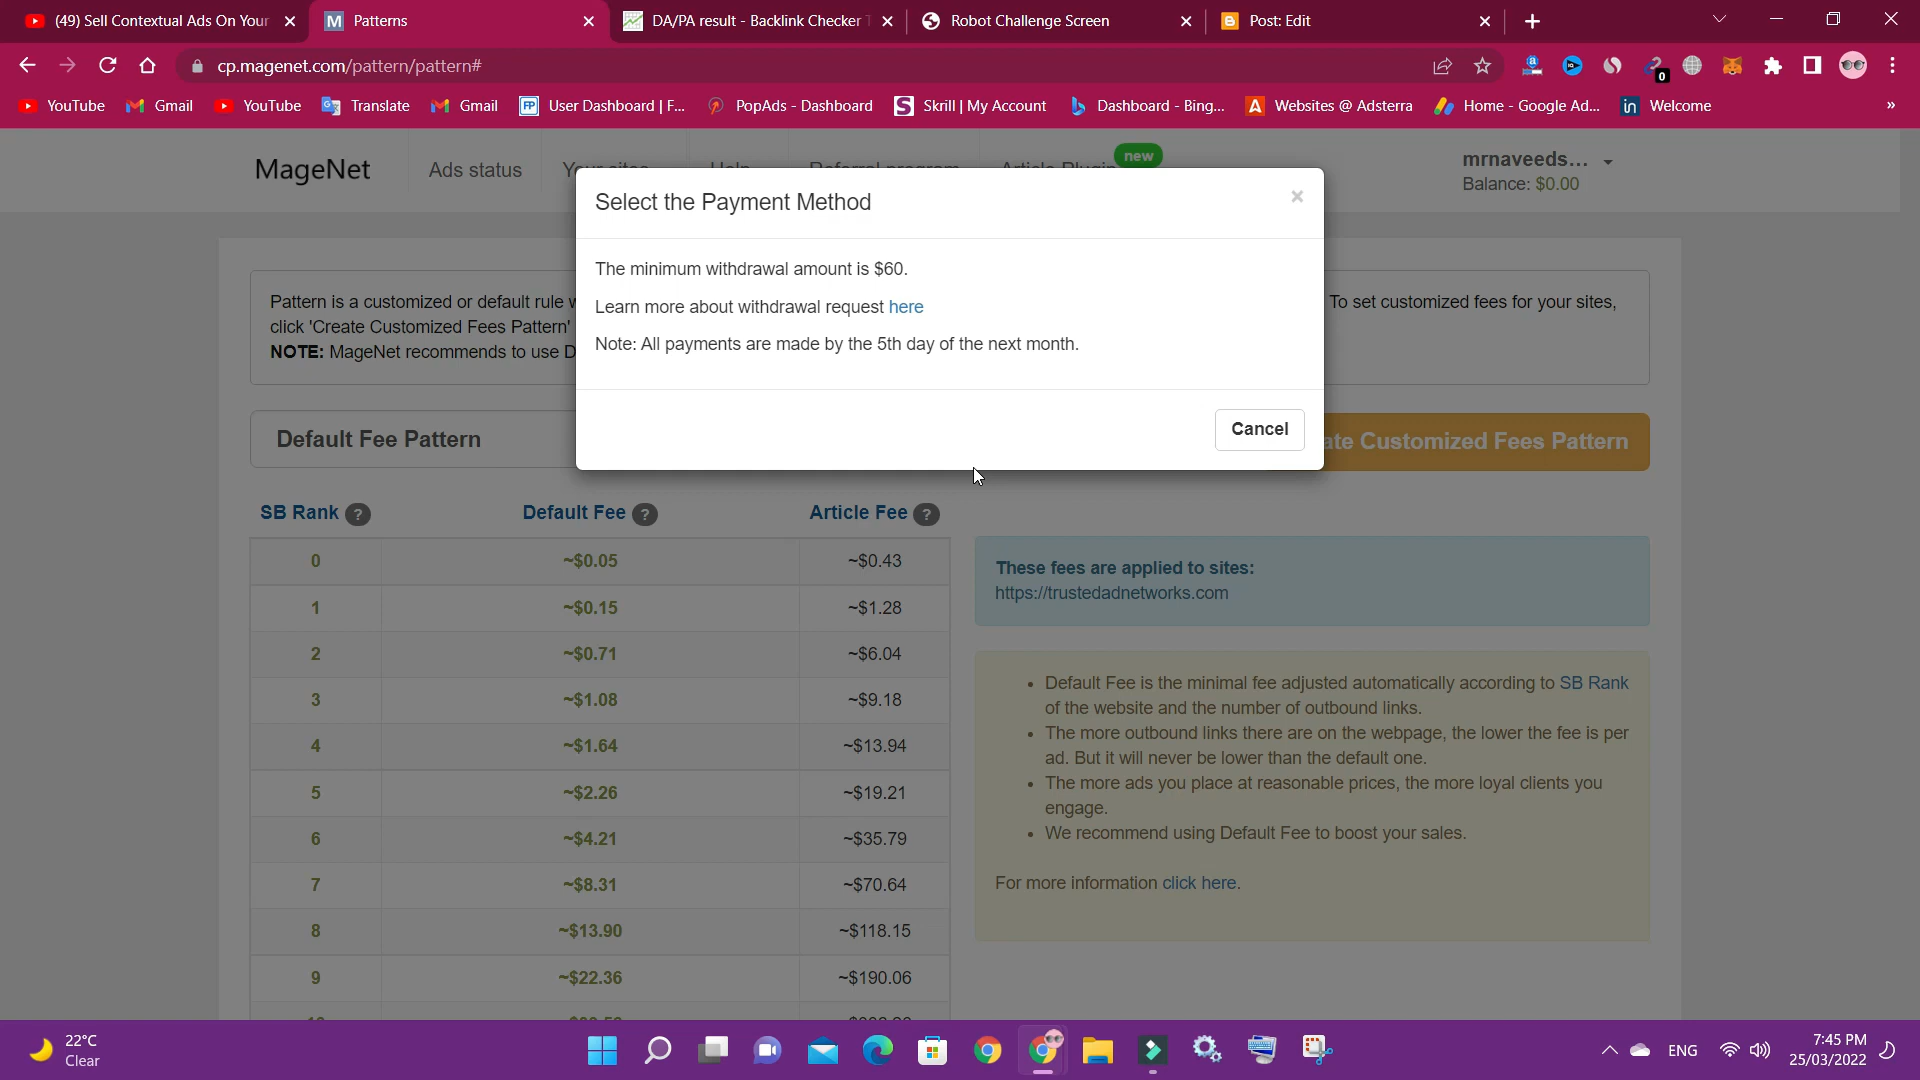 (49) Sell Contextual Ads On Your
Patterns
DA/PA result - Backlink Checker
Robot Challenge Screen
Post: Edit
cp.magenet.com/pattern/pattern#
0
YouTube
Gmail
YouTube
Translate
Gmail
User Dashboard | F...
PopAds - Dashboard
Skrill | My Account
Dashboard - Bing...
Websites @ Adsterra
Home - Google Ad...
Welcome
»
MageNet
Ads status
Your sites
Help
Referral program
Article Plugin
new
mrnaveeds...
Balance: $0.00
Select the Payment Method
×
The minimum withdrawal amount is $60.
Learn more about withdrawal request here
Note: All payments are made by the 5th day of the next month.
Cancel
Pattern is a customized or default rule
To set customized fees for your sites,
click 'Create Customized Fees Pattern'
NOTE: MageNet recommends to use
Default Fee Pattern
Customized Fees Pattern
SB Rank ? Default Fee ? Article Fee ?
0 ~$0.05 ~$0.43
1 ~$0.15 ~$1.28
2 ~$0.71 ~$6.04
3 ~$1.08 ~$9.18
4 ~$1.64 ~$13.94
5 ~$2.26 ~$19.21
6 ~$4.21 ~$35.79
7 ~$8.31 ~$70.64
8 ~$13.90 ~$118.15
9 ~$22.36 ~$190.06
These fees are applied to sites:
https://trustedadnetworks.com
• Default Fee is the minimal fee adjusted automatically according to SB Rank
of the website and the number of outbound links.
• The more outbound links there are on the webpage, the lower the fee is per
ad. But it will never be lower than the default one.
• The more ads you place at reasonable prices, the more loyal clients you
engage.
• We recommend using Default Fee to boost your sales.
For more information click here.
22°C
Clear
ENG
7:45 PM
25/03/2022